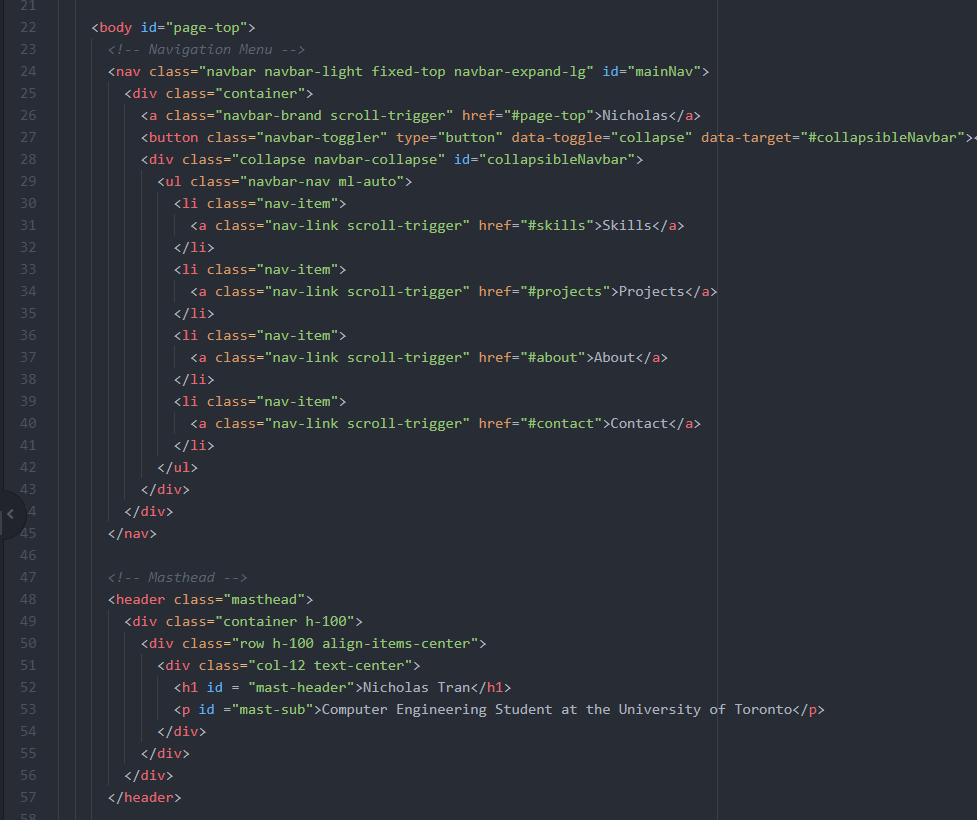 21
22 <body id="page-top">
23 <!-- Navigation Menu -->
24 <nav class="navbar navbar-light fixed-top navbar-expand-lg" id="mainNav">
25 <div class="container">
26 <a class="navbar-brand scroll-trigger" href="#page-top">Nicholas</a>
27 <button class="navbar-toggler" type="button" data-toggle="collapse" data-target="#collapsibleNavbar"><
28 <div class="collapse navbar-collapse" id="collapsibleNavbar">
29 <ul class="navbar-nav ml-auto">
30 <li class="nav-item">
31 <a class="nav-link scroll-trigger" href="#skills">Skills</a>
32 </li>
33 <li class="nav-item">
34 <a class="nav-link scroll-trigger" href="#projects">Projects</a>
35 </li>
36 <li class="nav-item">
37 <a class="nav-link scroll-trigger" href="#about">About</a>
38 </li>
39 <li class="nav-item">
40 <a class="nav-link scroll-trigger" href="#contact">Contact</a>
41 </li>
42 </ul>
43 </div>
4 </div>
45 </nav>
46
47 <!-- Masthead -->
48 <header class="masthead">
49 <div class="container h-100">
50 <div class="row h-100 align-items-center">
51 <div class="col-12 text-center">
52 <h1 id = "mast-header">Nicholas Tran</h1>
53 <p id ="mast-sub">Computer Engineering Student at the University of Toronto</p>
54 </div>
55 </div>
56 </div>
57 </header>
58